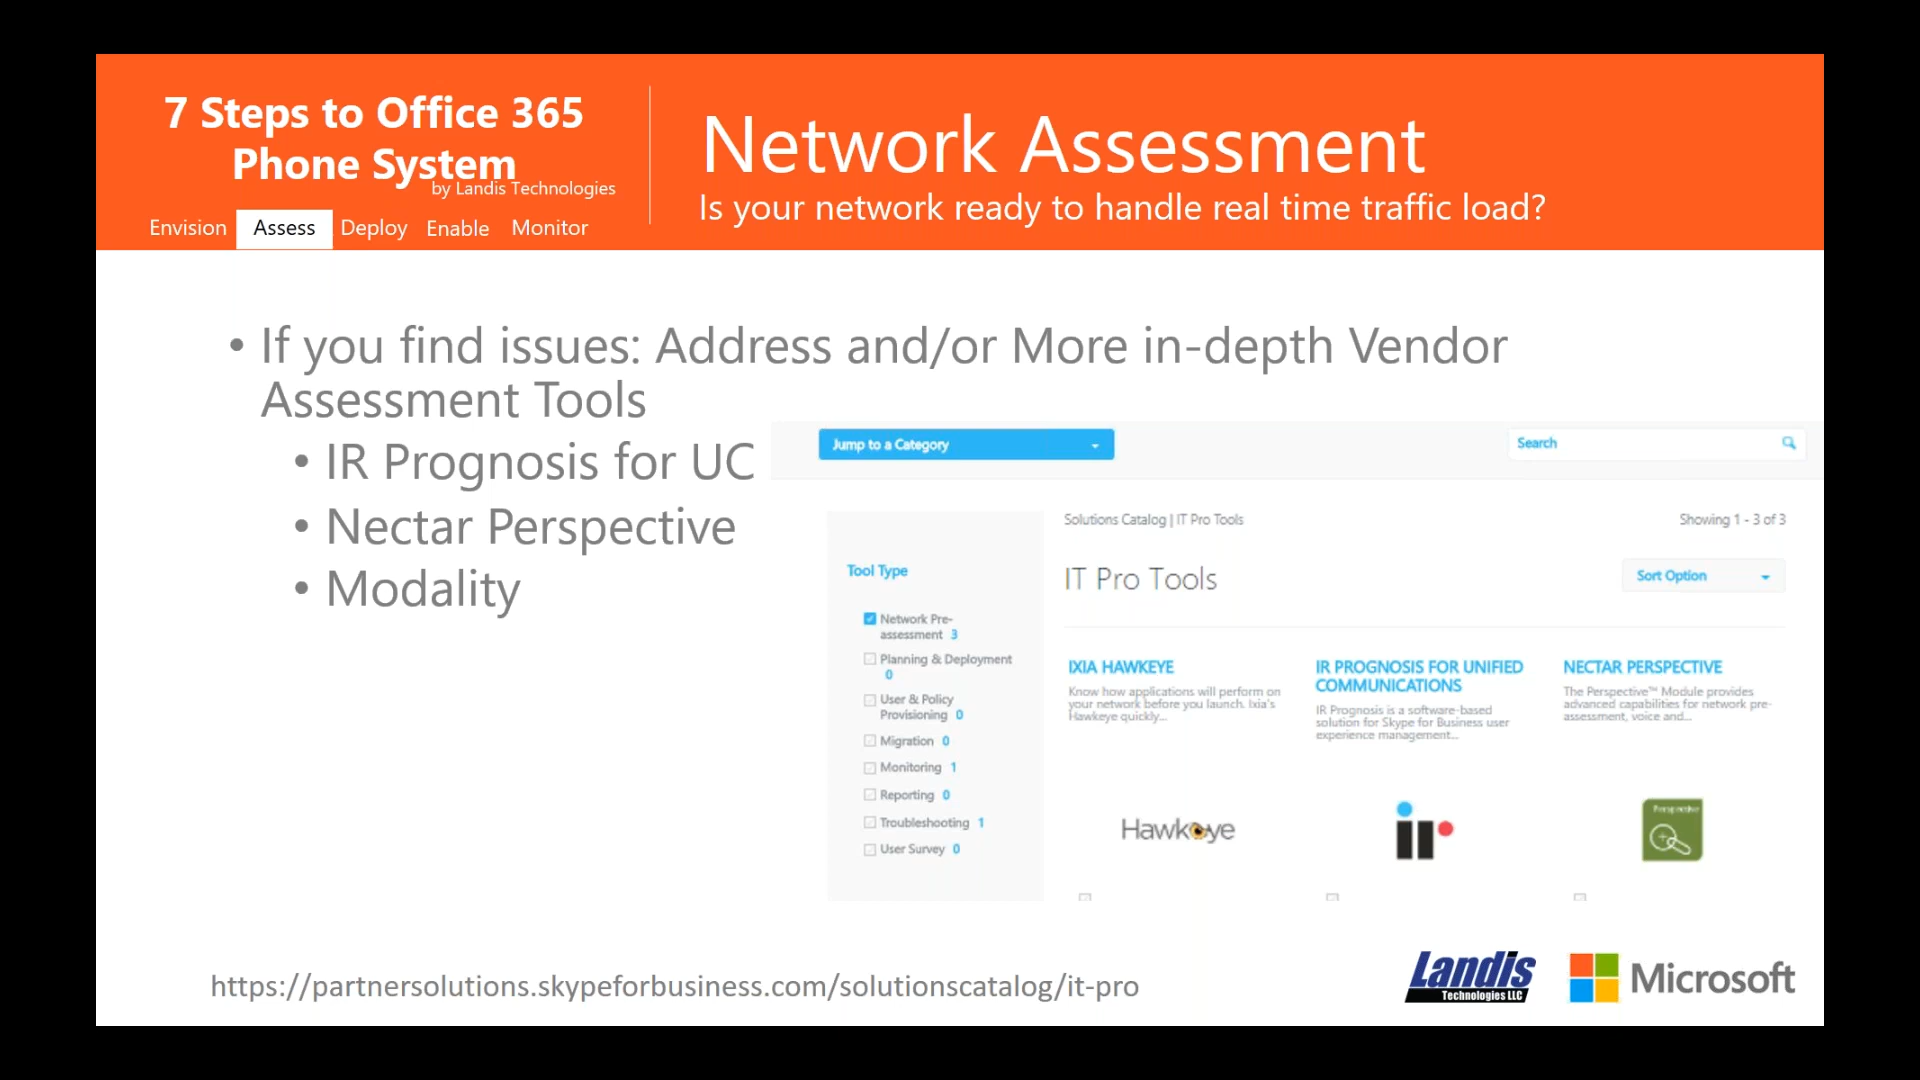 7 Steps to Office 365
Phone System
by Landis Technologies
Envision Assess Deploy Enable Monitor
Network Assessment
Is your network ready to handle real time traffic load?
• If you find issues: Address and/or More in-depth Vendor
Assessment Tools
• IR Prognosis for UC
• Nectar Perspective
• Modality
Jump to a Category
Search
Solutions Catalog | IT Pro Tools
Showing 1 - 3 of 3
Tool Type
IT Pro Tools
Sort Option
Network Pre-
assessment 3
Planning & Deployment
0
User & Policy
Provisioning 0
Migration 0
Monitoring 1
Reporting 0
Troubleshooting 1
User Survey 0
IXIA HAWKEYE
Know how applications will perform on
your network before you launch. Ixia's
Hawkeye quickly...
IR PROGNOSIS FOR UNIFIED
COMMUNICATIONS
IR Prognosis is a software-based
solution for Skype for Business user
experience management...
NECTAR PERSPECTIVE
The Perspective™ Module provides
advanced capabilities for network pre-
assessment, voice and...
Hawkeye
ir
Perspective
https://partnersolutions.skypeforbusiness.com/solutionscatalog/it-pro
Landis
Technologies LLC
Microsoft